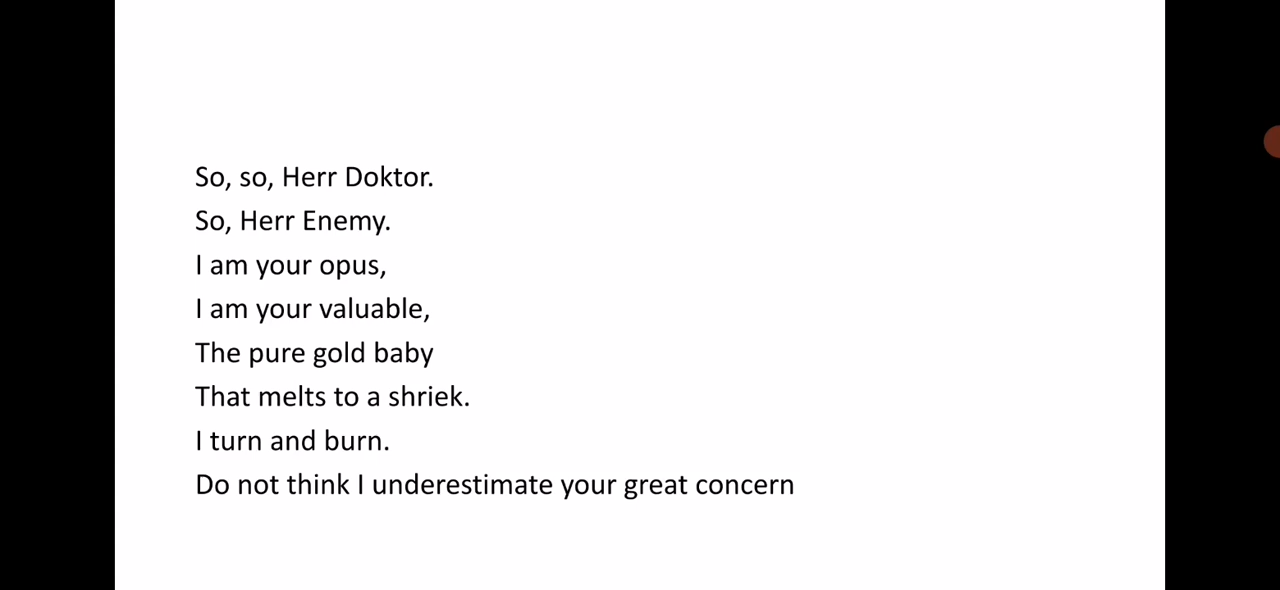 So, so, Herr Doktor.
So, Herr Enemy.
I am your opus,
I am your valuable,
The pure gold baby
That melts to a shriek.
I turn and burn.
Do not think I underestimate your great concern